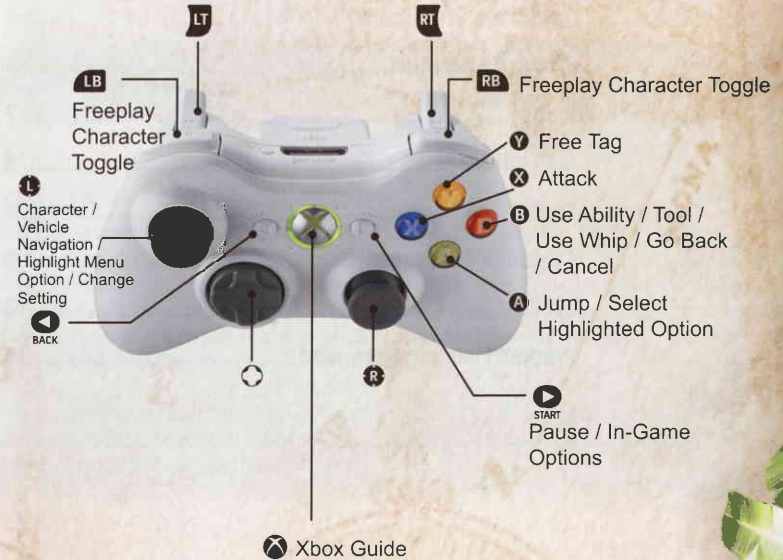 LT
RT
LB
Freeplay
Character
Toggle
RB Freeplay Character Toggle
Y Free Tag
X Attack
B Use Ability / Tool /
Use Whip / Go Back
/ Cancel
A Jump / Select
Highlighted Option
L
Character /
Vehicle
Navigation /
Highlight Menu
Option / Change
Setting
BACK
R
START
Pause / In-Game
Options
Xbox Guide